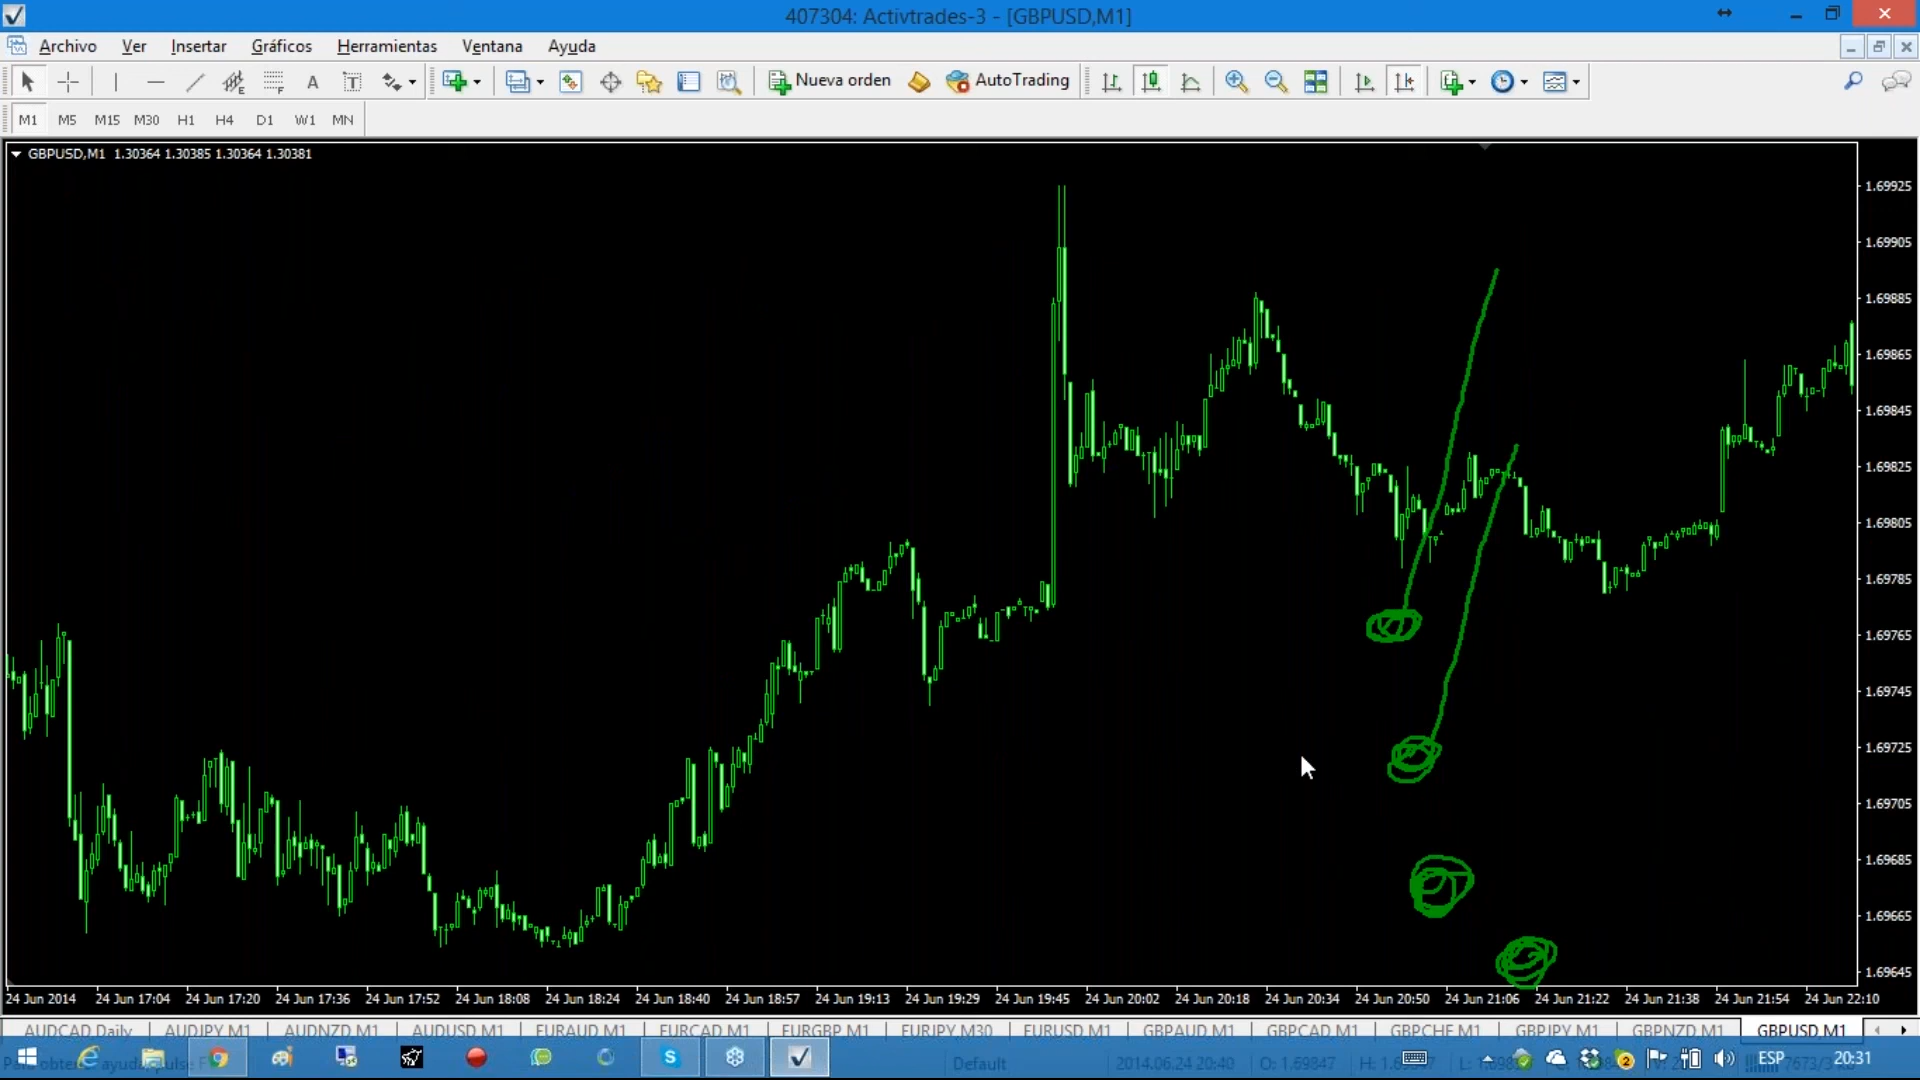 407304: Activtrades-3 - [GBPUSD,M1]
Archivo Ver Insertar Gráficos Herramientas Ventana Ayuda
A T Nueva orden AutoTrading
M1 M5 M15 M30 H1 H4 D1 W1 MN
GBPUSD,M1 1.30364 1.30385 1.30364 1.30381
1.69925
1.69905
1.69885
1.69865
1.69845
1.69825
1.69805
1.69785
1.69765
1.69745
1.69725
1.69705
1.69685
1.69665
1.69645
24 Jun 2014 24 Jun 17:04 24 Jun 17:20 24 Jun 17:36 24 Jun 17:52 24 Jun 18:08 24 Jun 18:24 24 Jun 18:40 24 Jun 18:57 24 Jun 19:13 24 Jun 19:29 24 Jun 19:45 24 Jun 20:02 24 Jun 20:18 24 Jun 20:34 24 Jun 20:50 24 Jun 21:06 24 Jun 21:22 24 Jun 21:38 24 Jun 21:54 24 Jun 22:10
AUDCAD,Daily AUDJPY,M1 AUDNZD,M1 AUDUSD,M1 EURAUD,M1 EURCAD,M1 EURGBP,M1 EURJPY,M30 EURUSD,M1 GBPAUD,M1 GBPCAD,M1 GBPCHF,M1 GBPJPY,M1 GBPNZD,M1 GBPUSD,M1
Default 2014.06.24 20:40 O: 1.69847 ESP 20:31